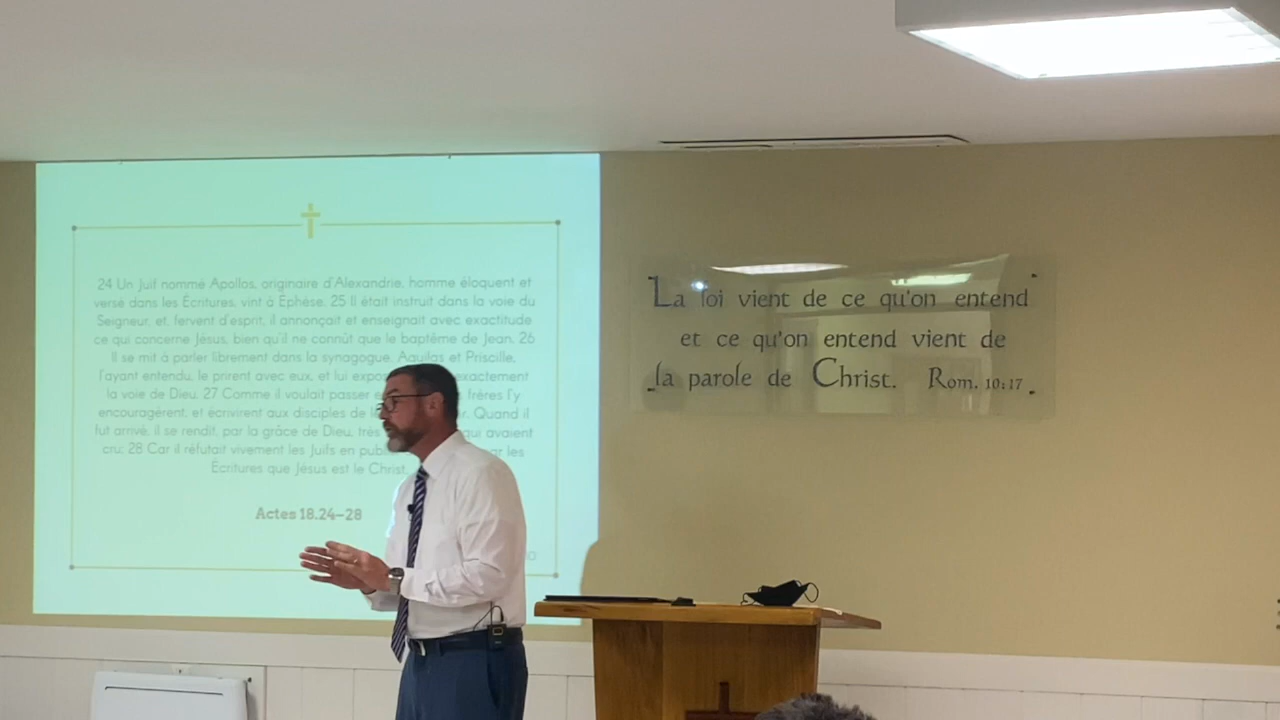 24 Un Juif nommé Apollos, originaire d'Alexandrie, homme éloquent et
versé dans les Écritures, vint à Éphèse. 25 Il était instruit dans la voie du
Seigneur, et, fervent d'esprit, il annonçait et enseignait avec exactitude
ce qui concerne Jésus, bien qu'il ne connût que le baptême de Jean. 26
Il se mit à parler librement dans la synagogue. Aquilas et Priscille,
l'ayant entendu, le prirent avec eux, et lui exactement
la voie de Dieu. 27 Comme il voulait passer frères l'y
encouragèrent, et écrivirent aux disciples de Quand il
fut arrivé, il se rendit, par la grâce de Dieu, très qui avaient
cru; 28 Car il réfutait vivement les Juifs en les
Écritures que Jésus est le Christ.
Actes 18.24–28
La foi vient de ce qu'on entend
et ce qu'on entend vient de
la parole de Christ. Rom. 10:17